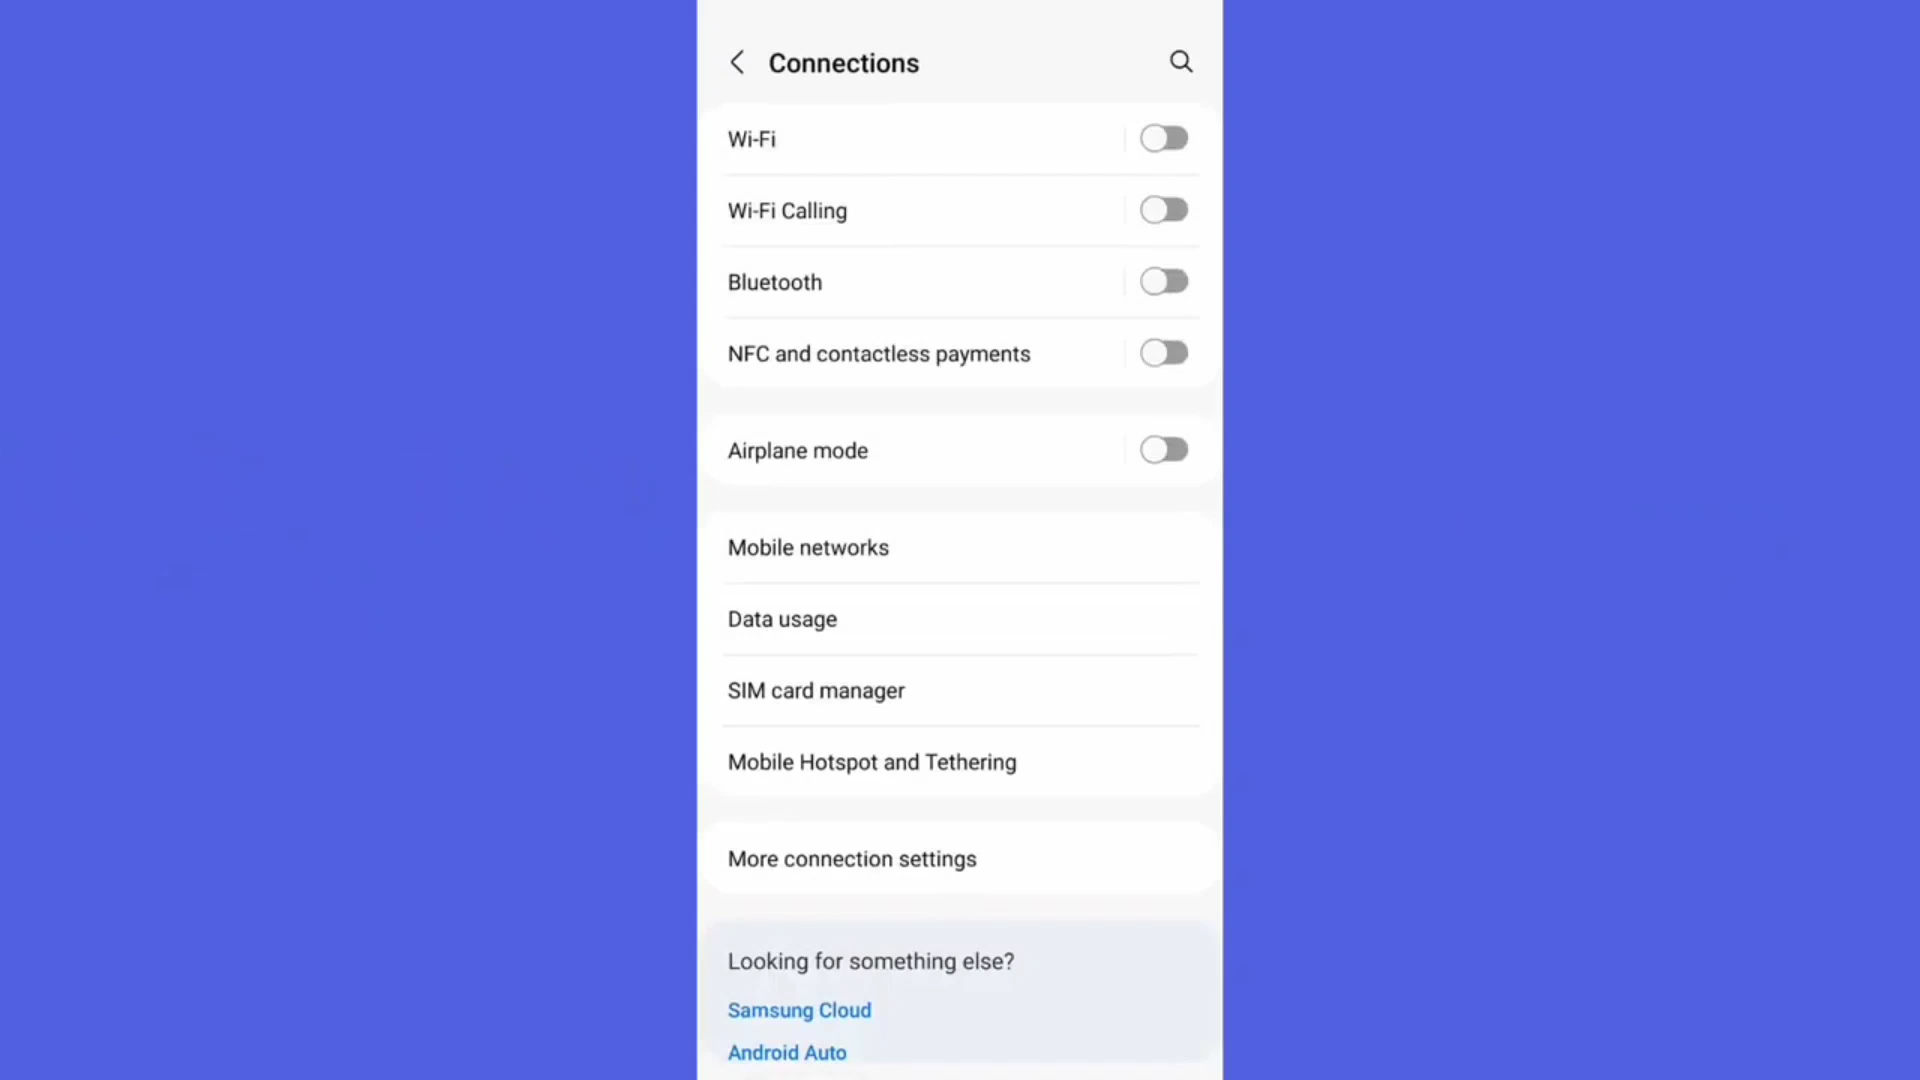 Connections
Wi-Fi
Wi-Fi Calling
Bluetooth
NFC and contactless payments
Airplane mode
Mobile networks
Data usage
SIM card manager
Mobile Hotspot and Tethering
More connection settings
Looking for something else?
Samsung Cloud
Android Auto